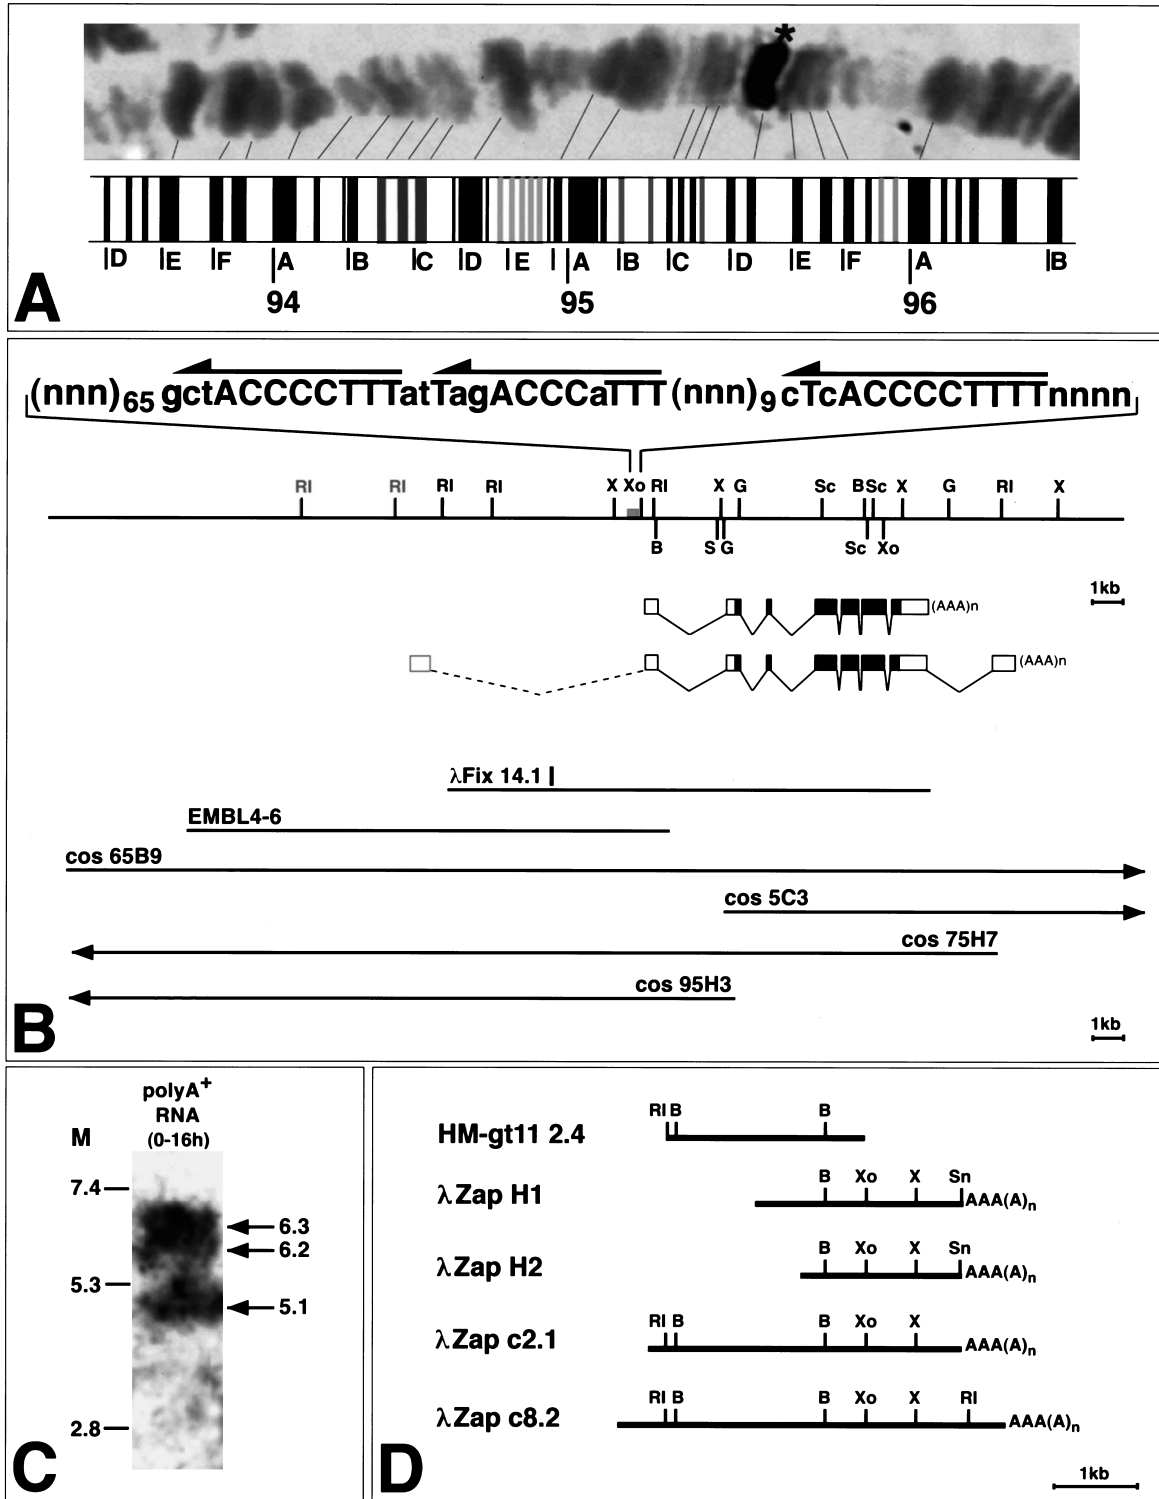 *
D E F A B C D E A B C D E F A B
94 95 96
A
(nnn)65 gctACCCCTTTatTagACCCaTTT(nnn)9cTcACCCCTTTTnnnn
RI RI RI RI X Xo RI X G Sc B Sc X G RI X
B S G Sc Xo
1kb
(AAA)n
(AAA)n
λFix 14.1
EMBL4-6
cos 65B9
cos 5C3
cos 75H7
cos 95H3
1kb
B
polyA+
RNA
(0-16h)
M
7.4
6.3
6.2
5.3
5.1
2.8
C
RI B B
HM-gt11 2.4
B Xo X Sn
λZap H1 AAA(A)n
B Xo X Sn
λZap H2 AAA(A)n
RI B B Xo X
λZap c2.1 AAA(A)n
RI B B Xo X RI
λZap c8.2 AAA(A)n
1kb
D